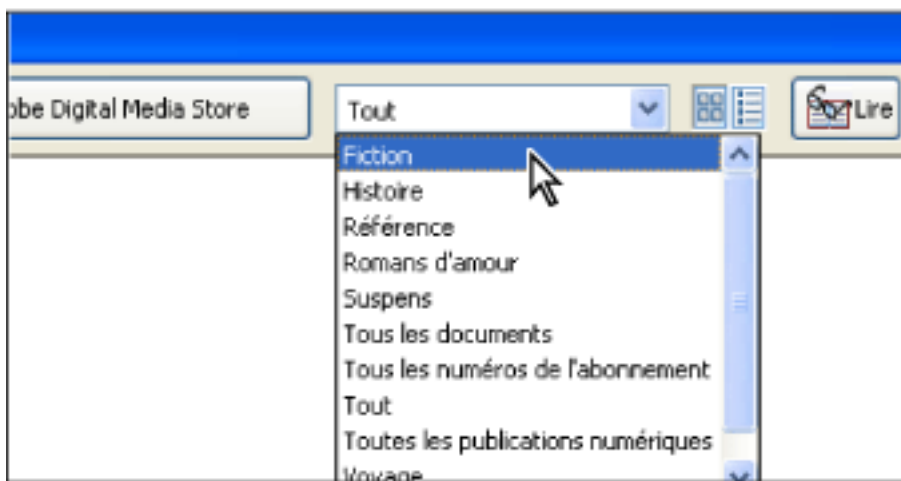 obe Digital Media Store
Tout
Lire
Fiction
Histoire
Référence
Romans d'amour
Suspens
Tous les documents
Tous les numéros de l'abonnement
Tout
Toutes les publications numériques
Voyage